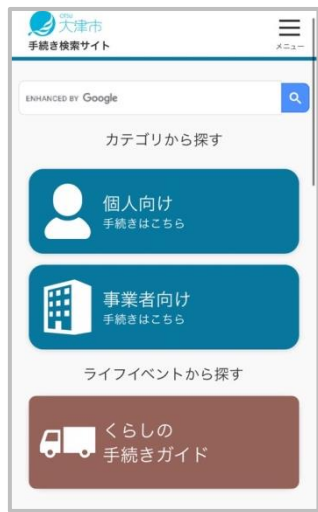 OTSU
大津市
手続き検索サイト
メニュー
ENHANCED BY Google
カテゴリから探す
個人向け
手続きはこちら
事業者向け
手続きはこちら
ライフイベントから探す
くらしの
手続きガイド